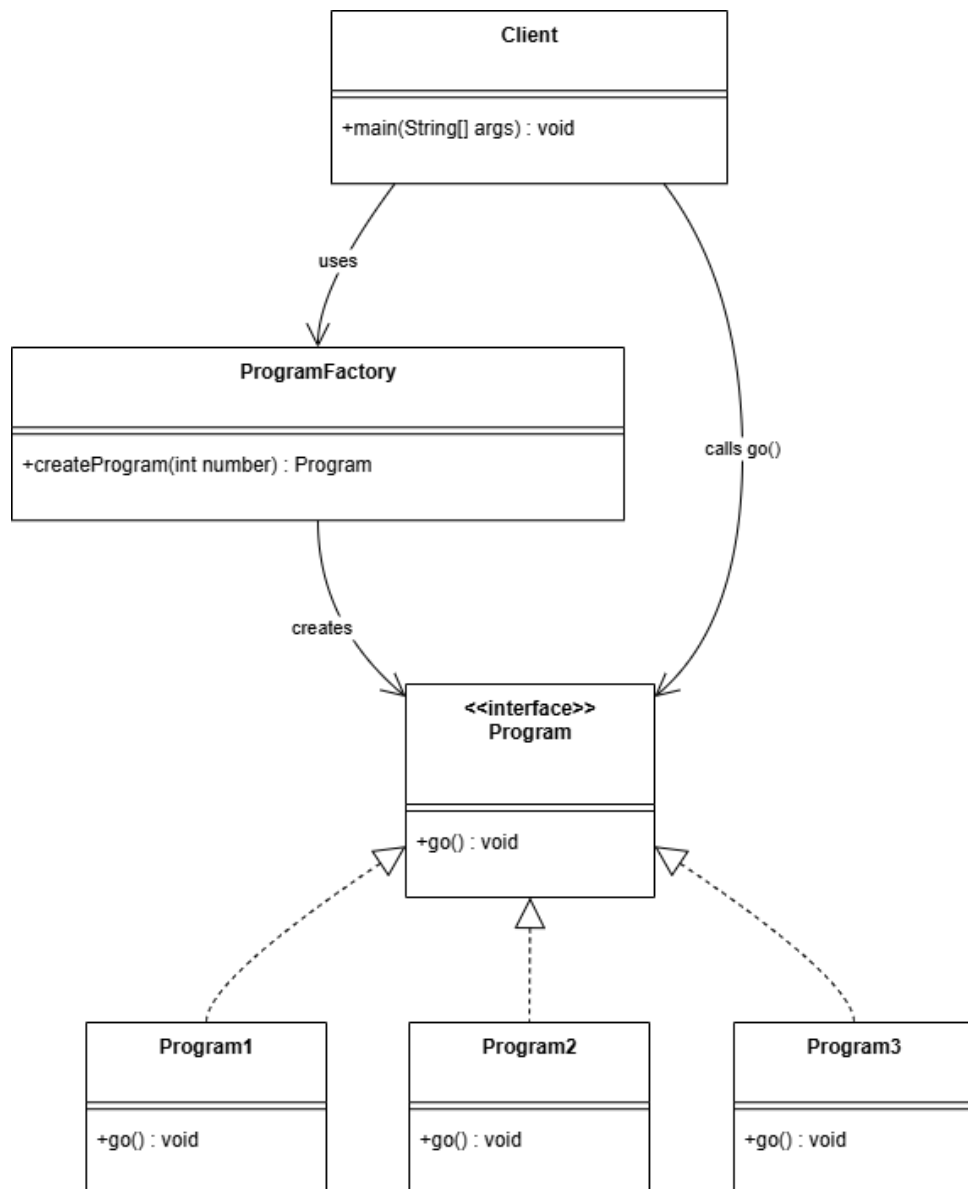 Client
+main(String[] args) : void
uses
ProgramFactory
+createProgram(int number) : Program
calls go()
creates
<<interface>>
Program
+go() : void
Program1
+go() : void
Program2
+go() : void
Program3
+go() : void